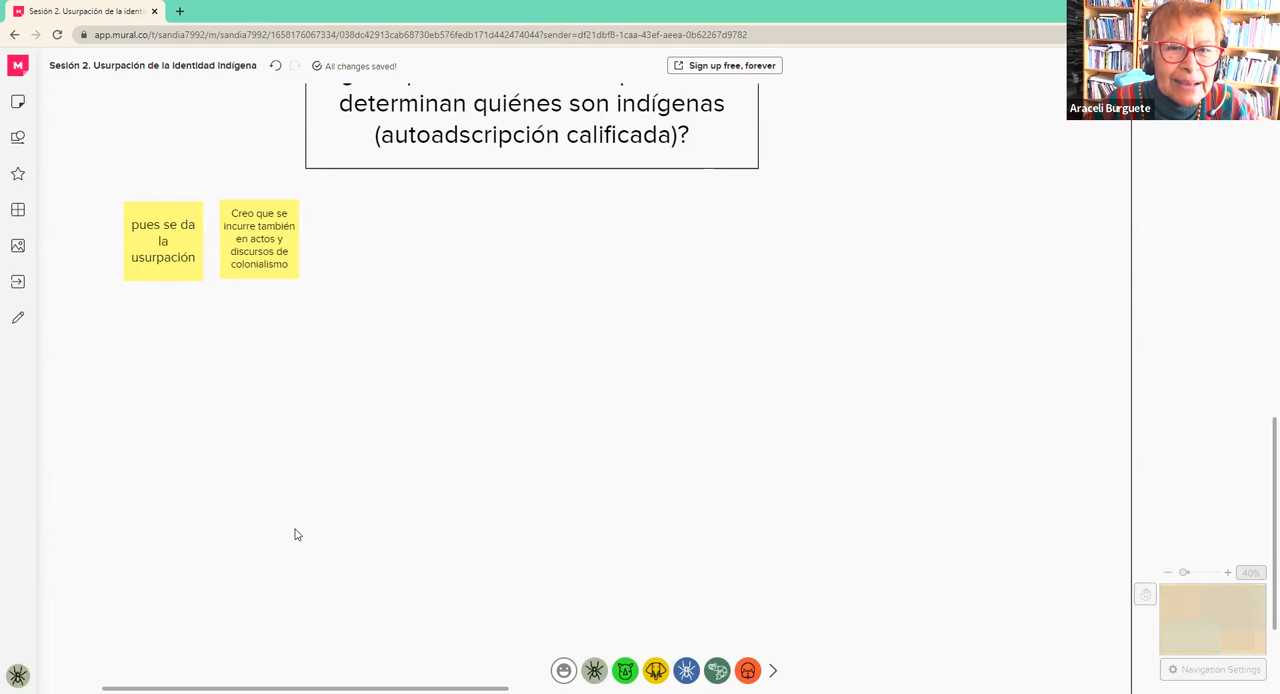 Sesión 2. Usurpación de la ident
app.mural.co/t/sandia7992/m/sandia7992/1658176067334/038dc42913cab68730eb576fedb171d442474044?sender=df21dbf8-1caa-43ef-aeea-0b62267d9782
Sesión 2. Usurpación de la identidad indígena
All changes saved!
Sign up free, forever
Araceli Burguete
determinan quiénes son indígenas
(autoadscripción calificada)?
pues se da
la
usurpación
Creo que se
incurre también
en actos y
discursos de
colonialismo
40%
Navigation Settings